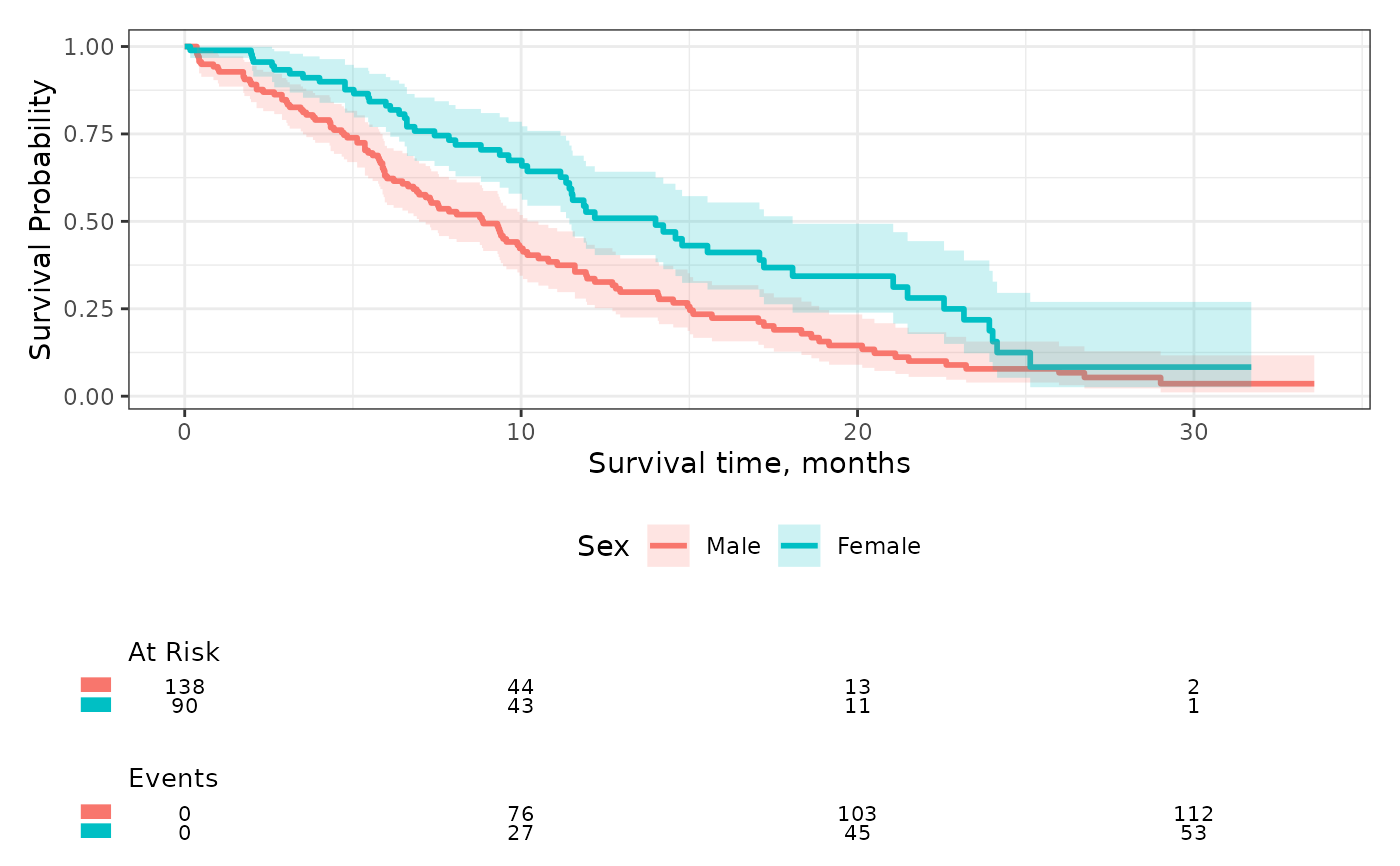 1.00
0.75
0.50
0.25
0.00
Survival Probability
0 10 20 30
Survival time, months
Sex Male Female
At Risk
138 44 13 2
90 43 11 1
Events
0 76 103 112
0 27 45 53